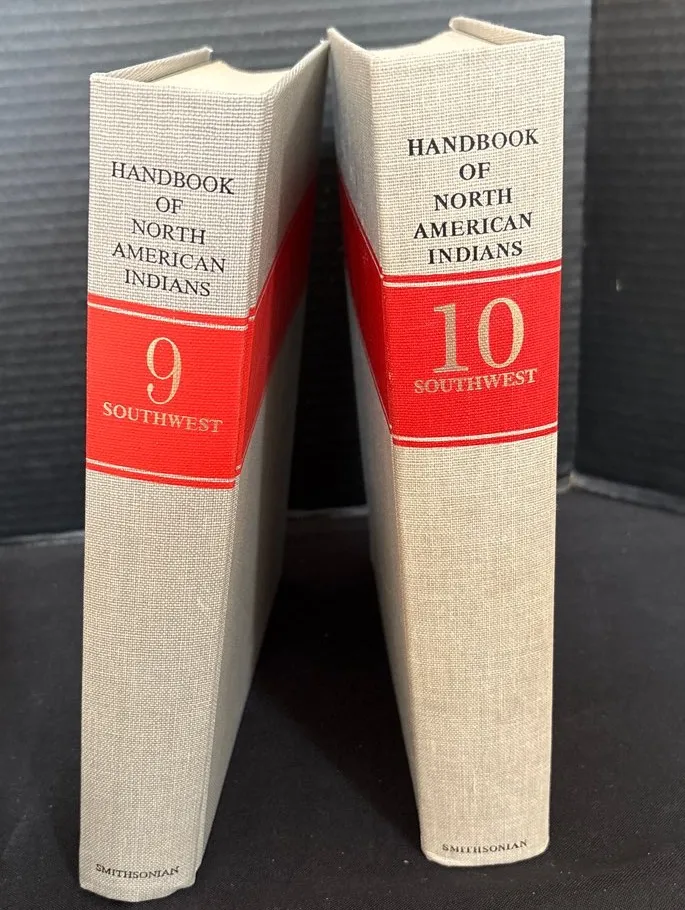 HANDBOOK
OF
NORTH
AMERICAN
INDIANS
9
SOUTHWEST
SMITHSONIAN
HANDBOOK
OF
NORTH
AMERICAN
INDIANS
10
SOUTHWEST
SMITHSONIAN